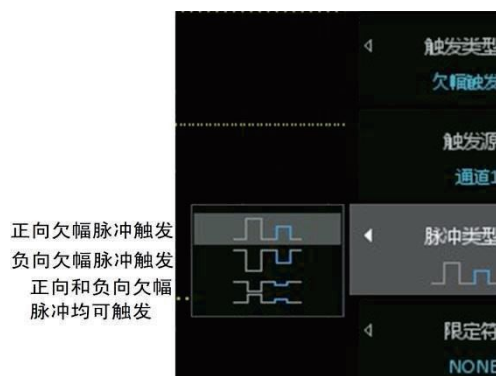 触发类型
欠幅触发
触发源
通道1
正向欠幅脉冲触发
负向欠幅脉冲触发
正向和负向欠幅
脉冲均可触发
脉冲类型
限定符
NONE